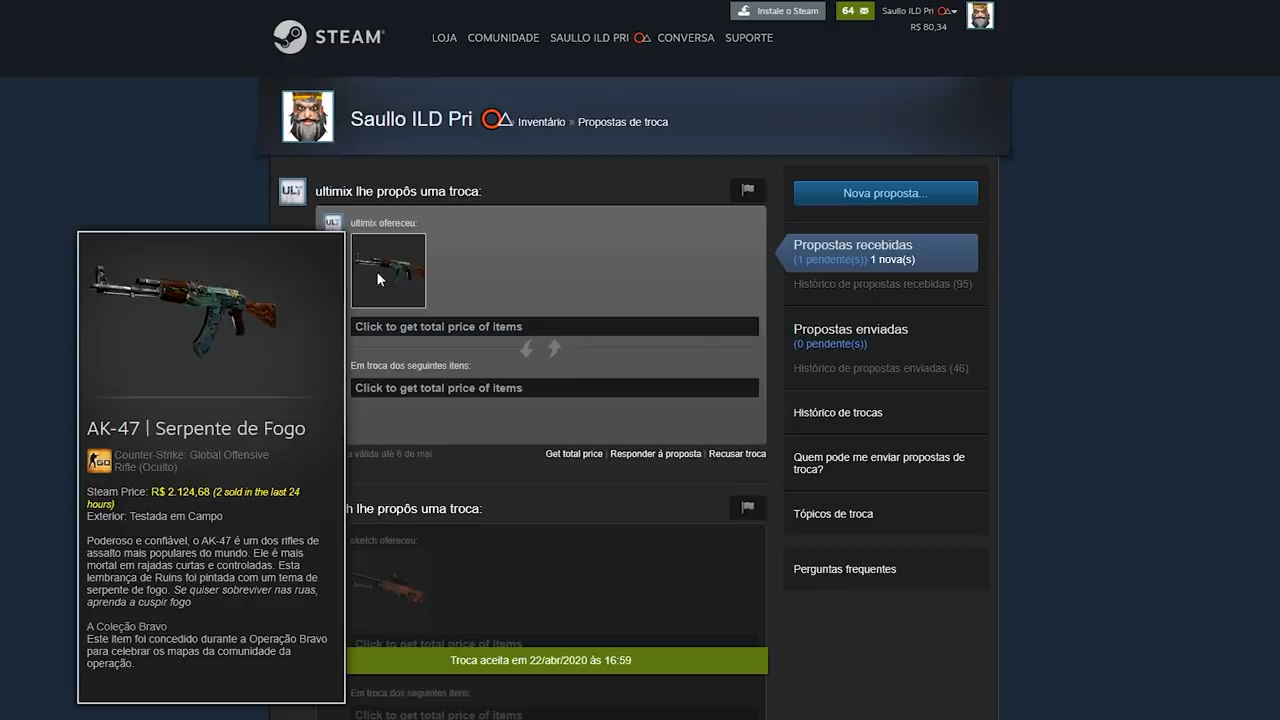 Instale o Steam
64
Saullo ILD Pri
R$ 80,34
STEAM®
LOJA COMUNIDADE SAULLO ILD PRI CONVERSA SUPORTE
Saullo ILD Pri » Inventário » Propostas de troca
ULT
ultimix lhe propôs uma troca:
ULT
ultimix ofereceu:
Click to get total price of items
Em troca dos seguintes itens:
Click to get total price of items
a válida até 6 de mai
Get total price | Responder à proposta | Recusar troca
h lhe propôs uma troca:
sketch ofereceu:
Click to get total price of items
Troca aceita em 22/abr/2020 às 16:59
Em troca dos seguintes itens:
Click to get total price of items
AK-47 | Serpente de Fogo
GO
Counter-Strike: Global Offensive
Rifle (Oculto)
Steam Price: R$ 2.124,68 (2 sold in the last 24
hours)
Exterior: Testada em Campo
Poderoso e confiável, o AK-47 é um dos rifles de
assalto mais populares do mundo. Ele é mais
mortal em rajadas curtas e controladas. Esta
lembrança de Ruins foi pintada com um tema de
serpente de fogo. Se quiser sobreviver nas ruas,
aprenda a cuspir fogo
A Coleção Bravo
Este item foi concedido durante a Operação Bravo
para celebrar os mapas da comunidade da
operação.
Nova proposta...
Propostas recebidas
(1 pendente(s)) 1 nova(s)
Histórico de propostas recebidas (95)
Propostas enviadas
(0 pendente(s))
Histórico de propostas enviadas (46)
Histórico de trocas
Quem pode me enviar propostas de
troca?
Tópicos de troca
Perguntas frequentes